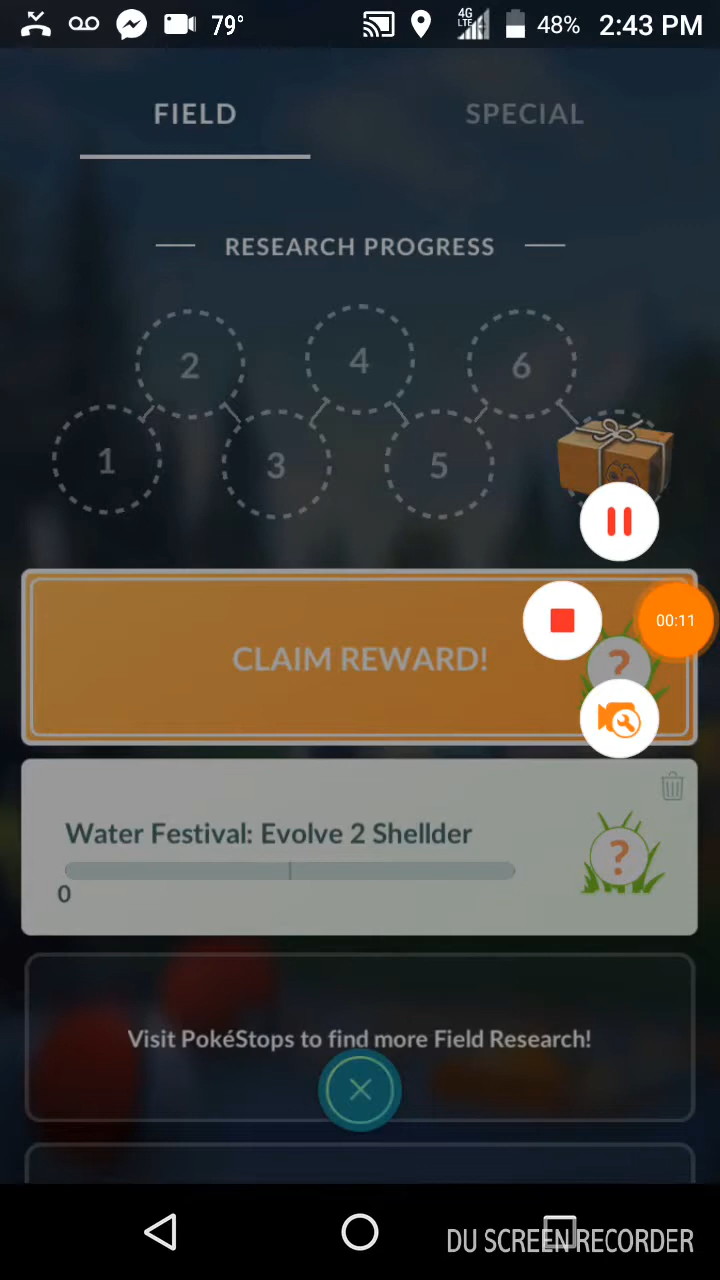 79° 4G LTE 48% 2:43 PM
FIELD SPECIAL
RESEARCH PROGRESS
2 4 6
1 3 5
CLAIM REWARD! ?
00:11
Water Festival: Evolve 2 Shellder
?
0
Visit PokéStops to find more Field Research!
DU SCREEN RECORDER